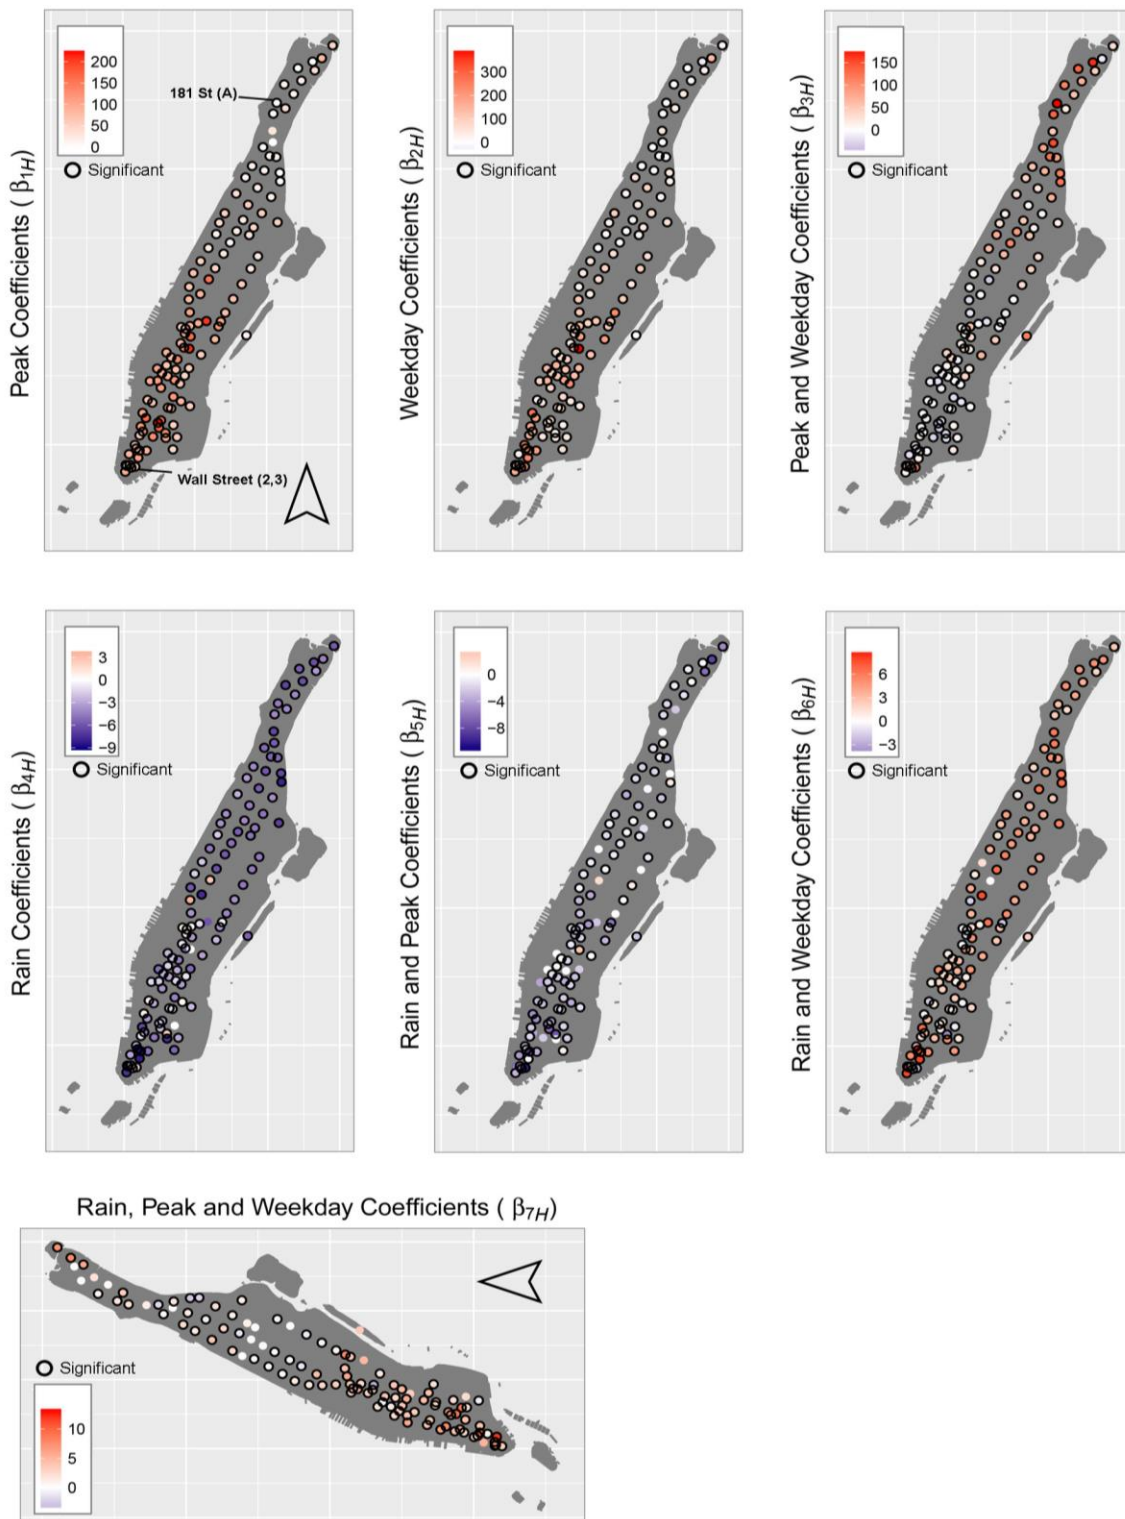 Peak Coefficients ( β1H)
200
150
100
50
0
Significant
181 St (A)
Wall Street (2,3)
Weekday Coefficients ( β2H)
300
200
100
0
Significant
Peak and Weekday Coefficients ( β3H)
150
100
50
0
Significant
Rain Coefficients ( β4H)
3
0
−3
−6
−9
Significant
Rain and Peak Coefficients ( β5H)
0
−4
−8
Significant
Rain and Weekday Coefficients ( β6H)
6
3
0
−3
Significant
Rain, Peak and Weekday Coefficients ( β7H)
Significant
10
5
0